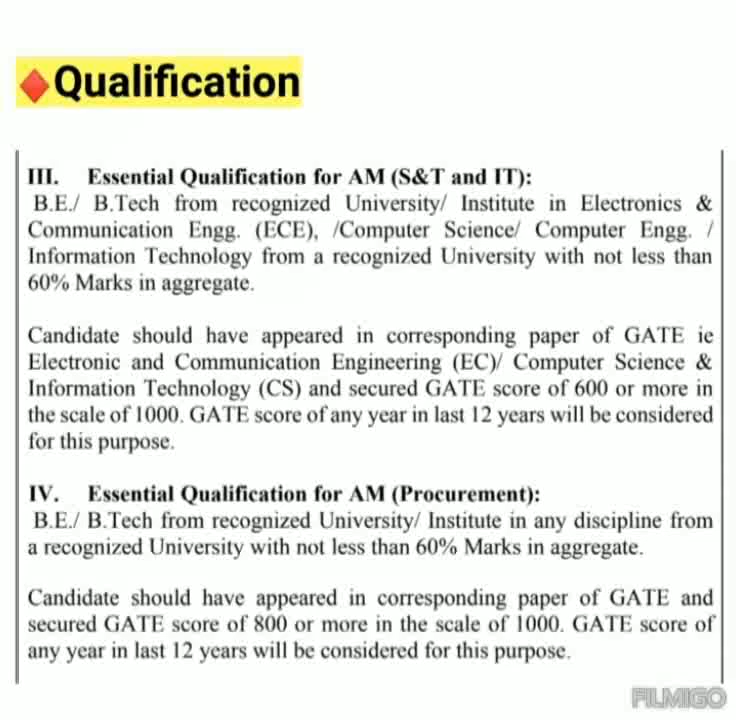 Qualification
III. Essential Qualification for AM (S&T and IT):
B.E./ B.Tech from recognized University/ Institute in Electronics &
Communication Engg. (ECE), /Computer Science/ Computer Engg. /
Information Technology from a recognized University with not less than
60% Marks in aggregate.
Candidate should have appeared in corresponding paper of GATE ie
Electronic and Communication Engineering (EC)/ Computer Science &
Information Technology (CS) and secured GATE score of 600 or more in
the scale of 1000. GATE score of any year in last 12 years will be considered
for this purpose.
IV. Essential Qualification for AM (Procurement):
B.E./ B.Tech from recognized University/ Institute in any discipline from
a recognized University with not less than 60% Marks in aggregate.
Candidate should have appeared in corresponding paper of GATE and
secured GATE score of 800 or more in the scale of 1000. GATE score of
any year in last 12 years will be considered for this purpose.
FILMIGO